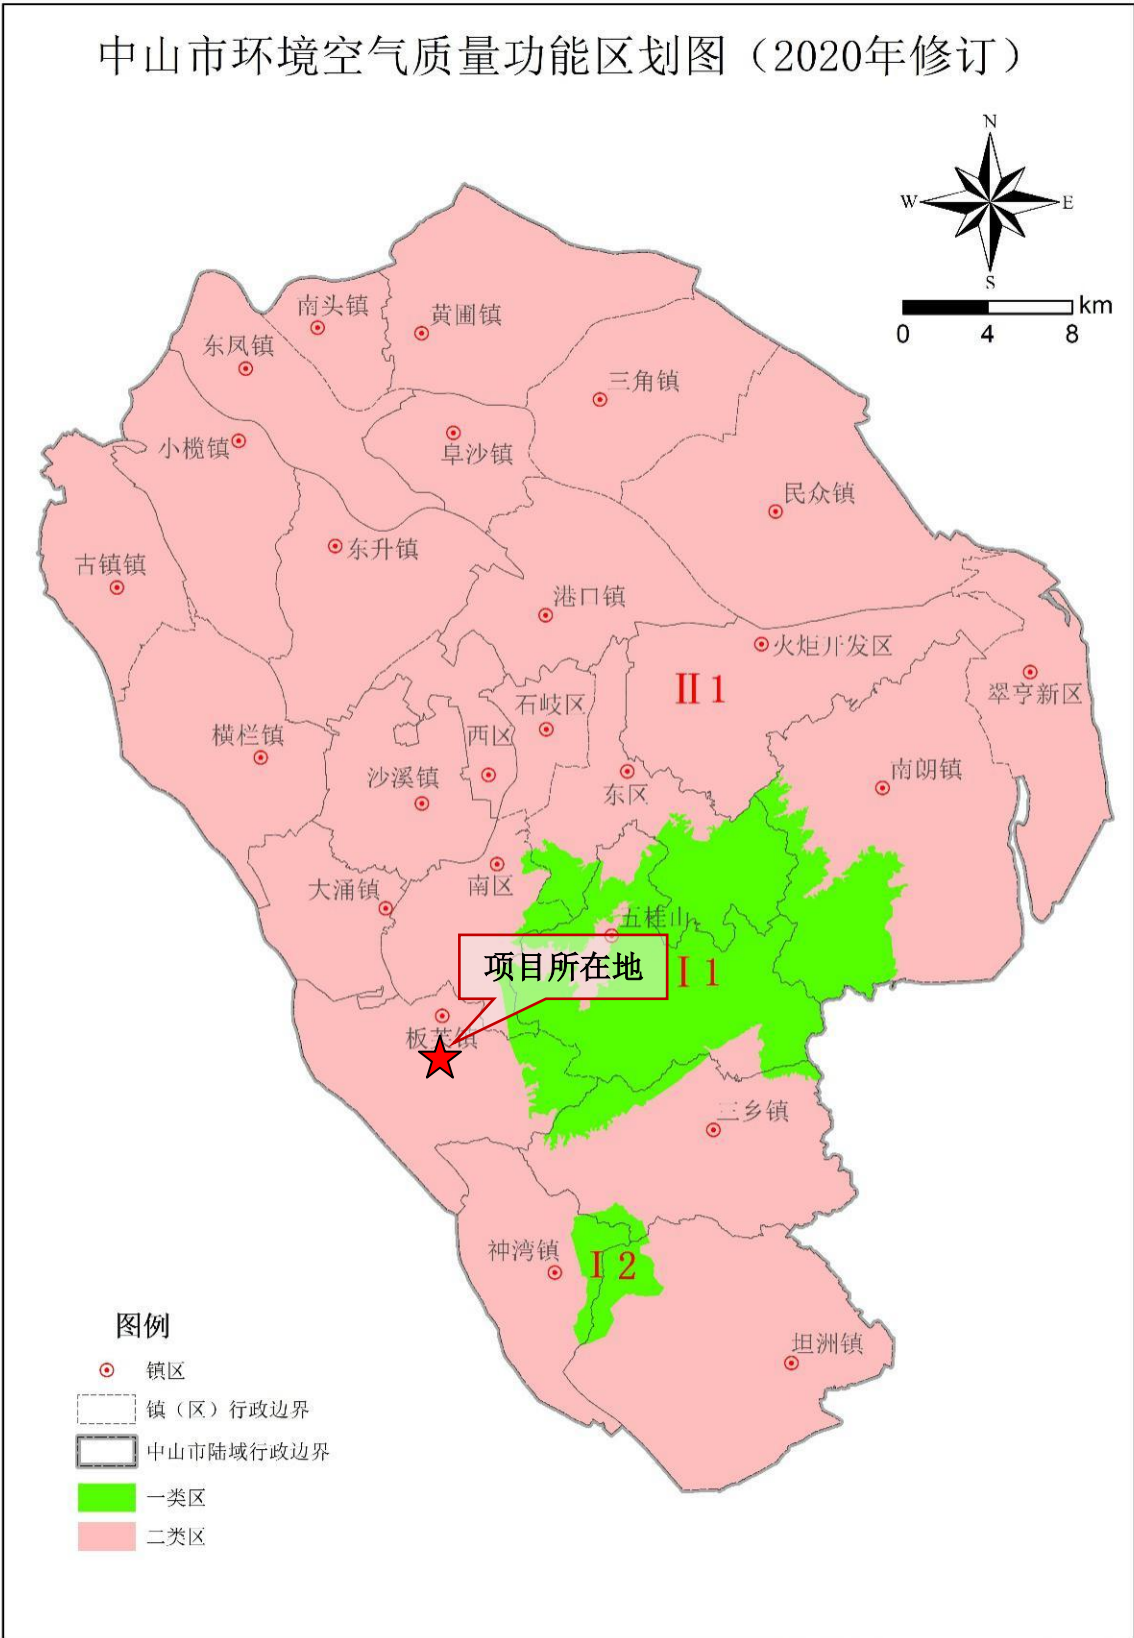 中山市环境空气质量功能区划图（2020年修订）
N
W
E
S
km
0
4
8
南头镇
黄圃镇
东凤镇
三角镇
小榄镇
阜沙镇
民众镇
东升镇
古镇镇
港口镇
火炬开发区
翠亨新区
II 1
石岐区
西区
横栏镇
沙溪镇
东区
南朗镇
大涌镇
南区
五桂山
项目所在地
I 1
板芙镇
三乡镇
神湾镇
I 2
坦洲镇
图例
镇区
镇（区）行政边界
中山市陆域行政边界
一类区
二类区